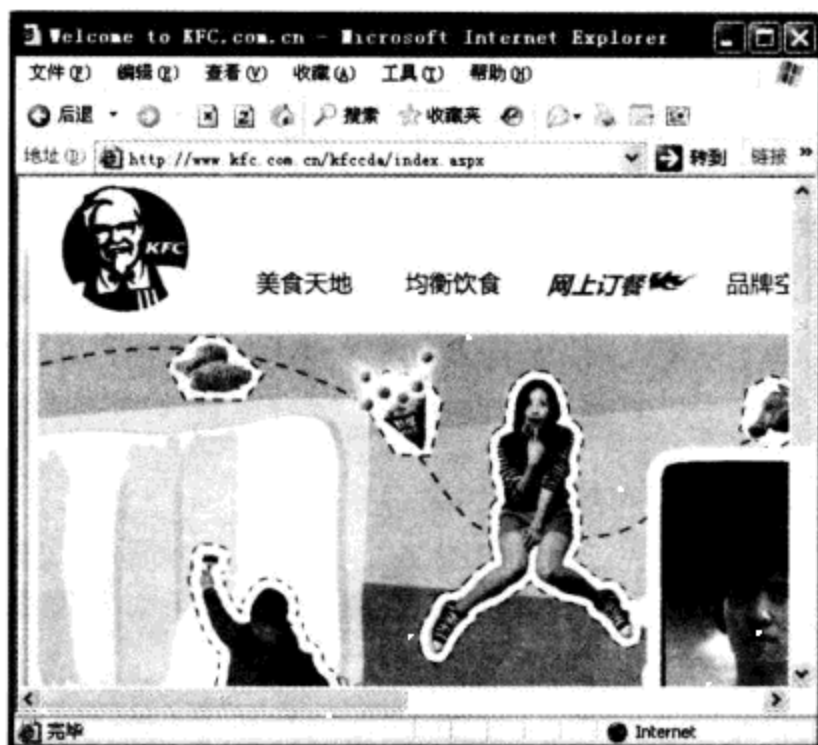 Welcome to KFC.com.cn - Microsoft Internet Explorer
文件(F) 编辑(E) 查看(V) 收藏(A) 工具(T) 帮助(H)
后退 搜索 收藏夹
地址(D) http://www.kfc.com.cn/kfccda/index.aspx 转到 链接 »
KFC
美食天地 均衡饮食 网上订餐 品牌空
完毕 Internet